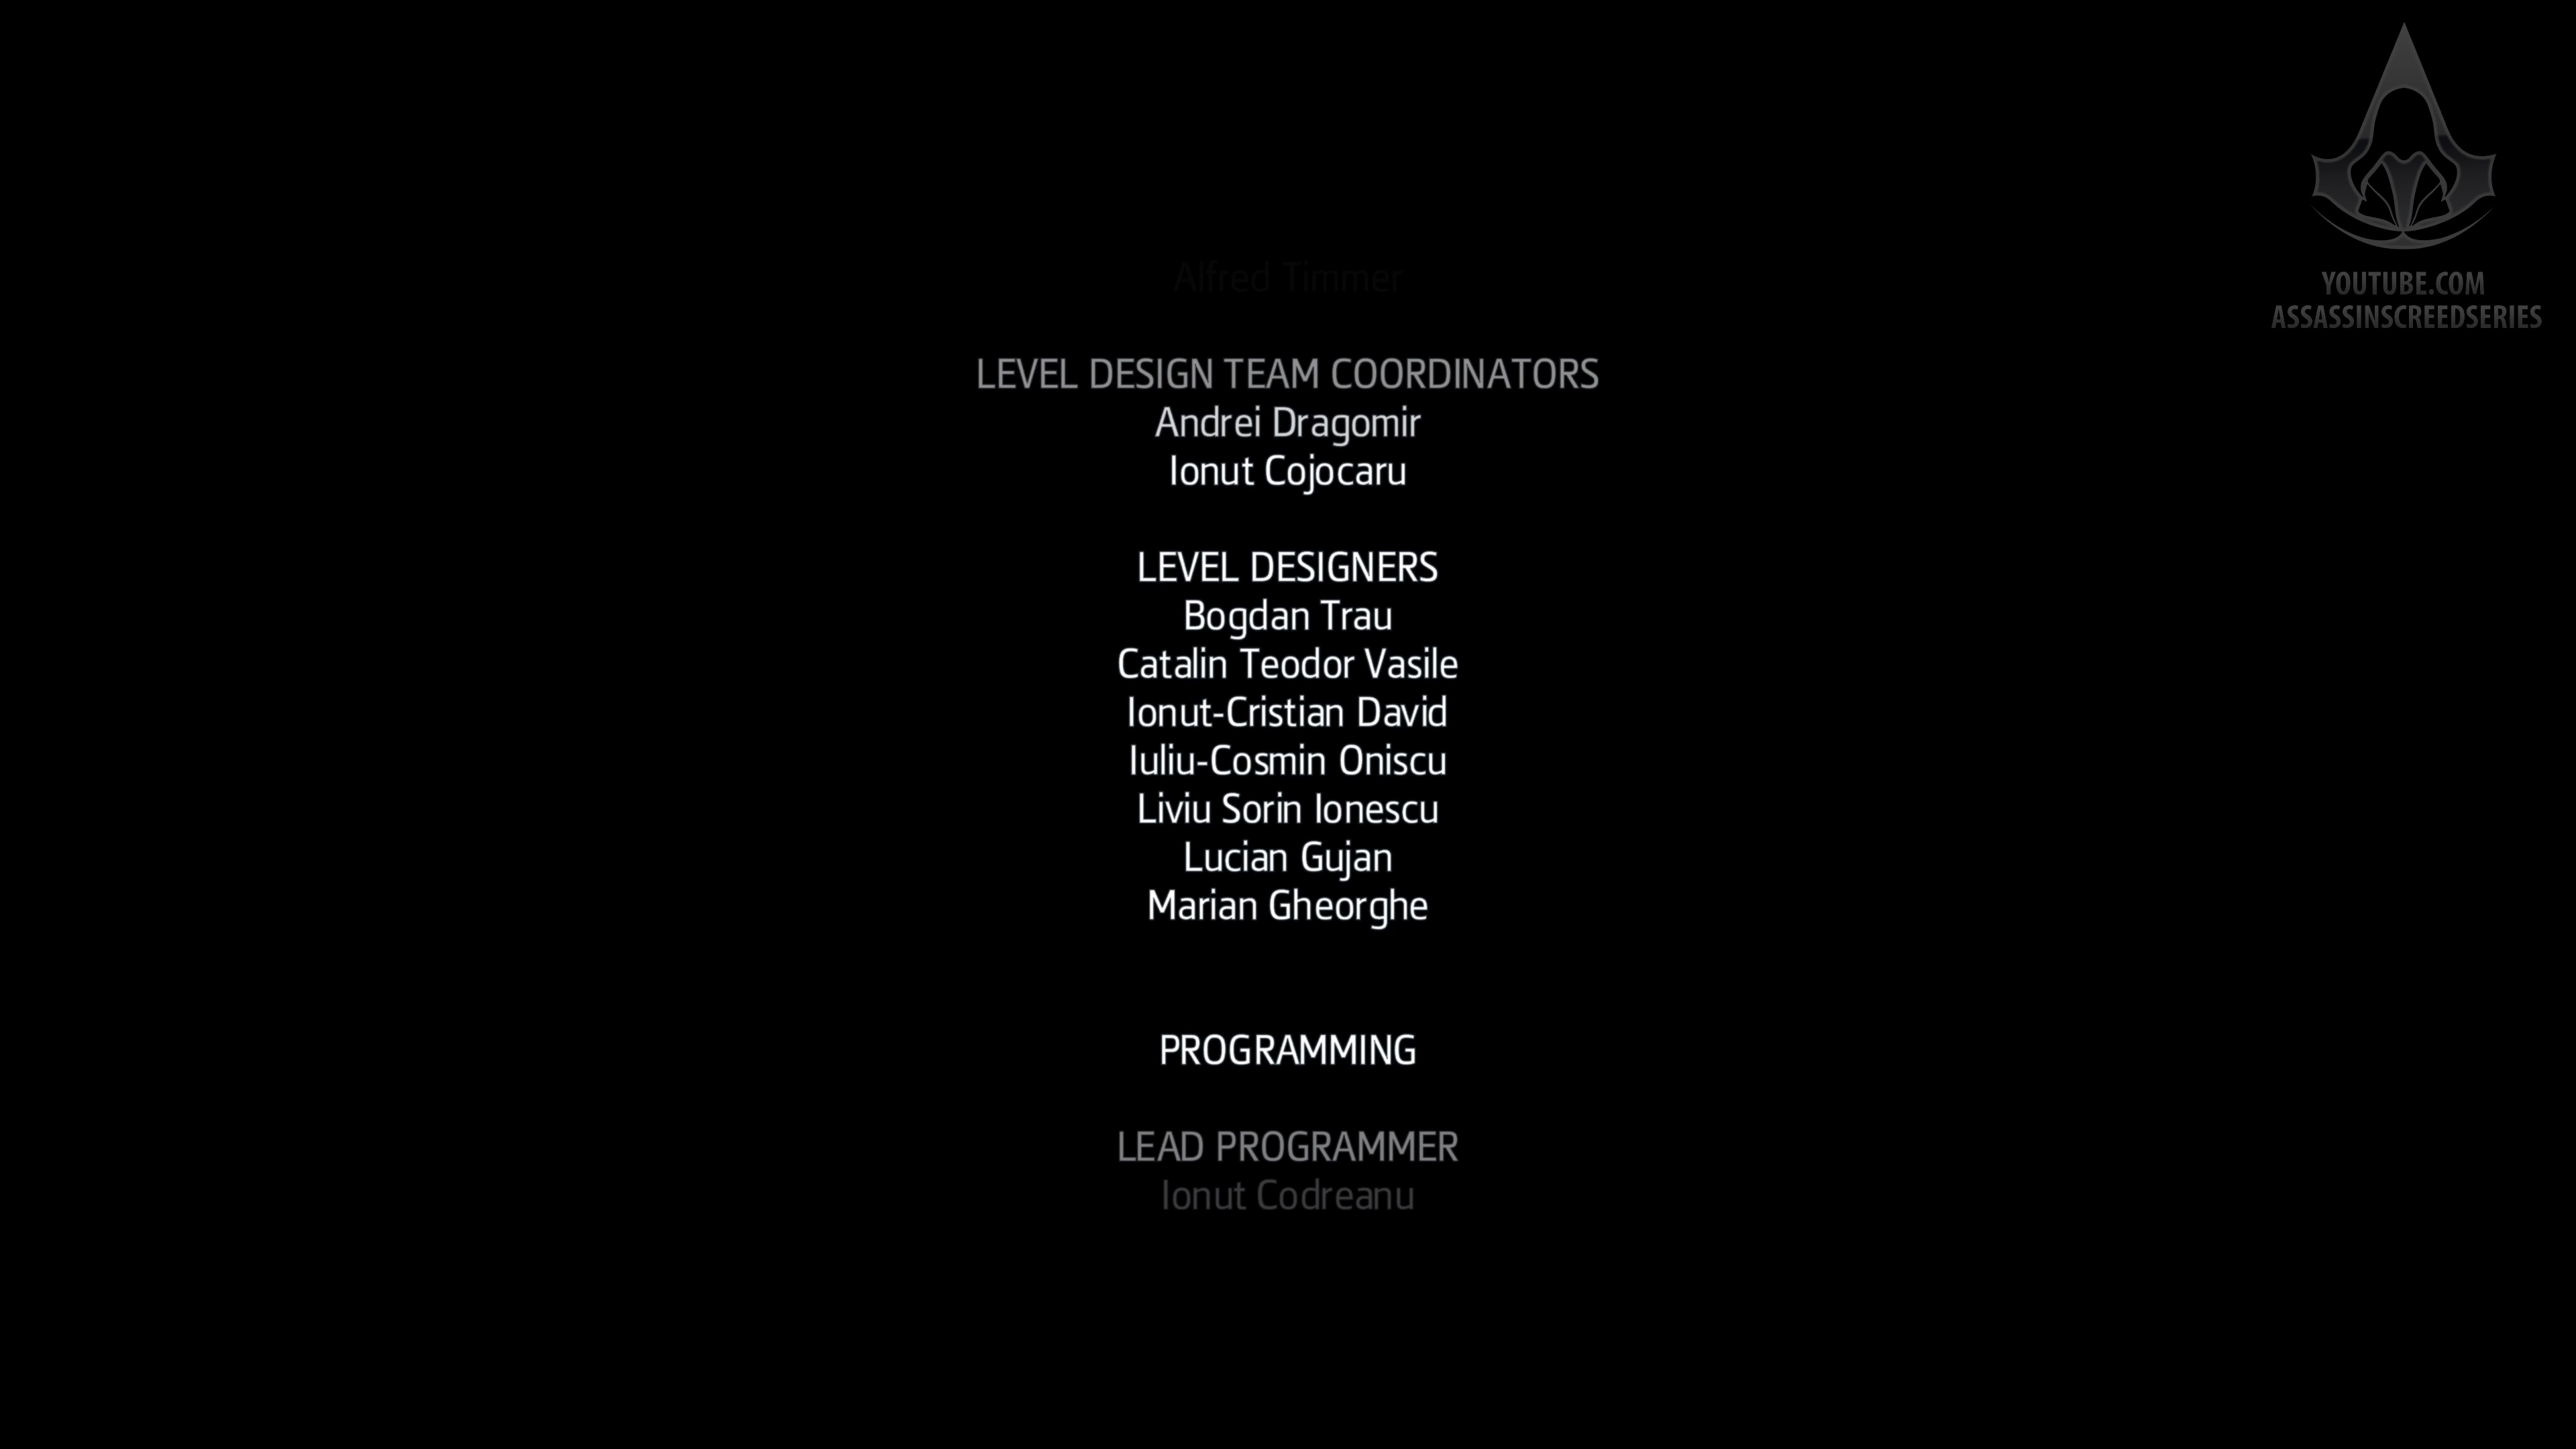 Alfred Timmer
LEVEL DESIGN TEAM COORDINATORS
Andrei Dragomir
Ionut Cojocaru
LEVEL DESIGNERS
Bogdan Trau
Catalin Teodor Vasile
Ionut-Cristian David
Iuliu-Cosmin Oniscu
Liviu Sorin Ionescu
Lucian Gujan
Marian Gheorghe
PROGRAMMING
LEAD PROGRAMMER
Ionut Codreanu
YOUTUBE.COM
ASSASSINSCREEDSERIES